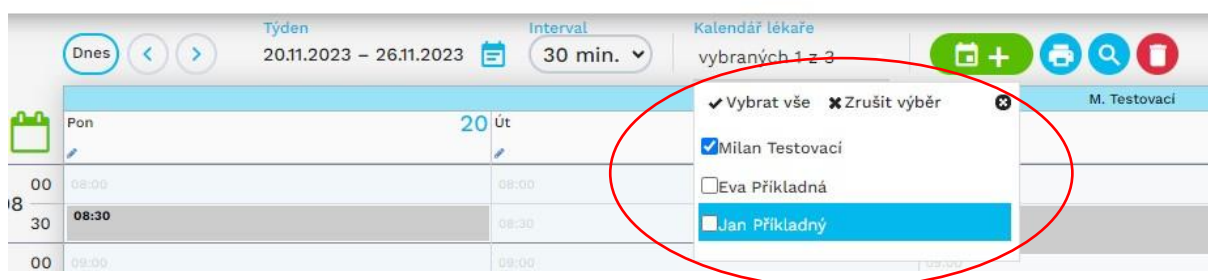 Týden
Interval
Kalendář lékaře
Dnes
20.11.2023 – 26.11.2023
30 min.
vybraných 1 z 3
Vybrat vše
Zrušit výběr
M. Testovací
Pon
20
Út
Milan Testovací
00
08:00
08:00
Eva Příkladná
8
30
08:30
08:30
Jan Příkladný
00
09:00
09:00
09:00